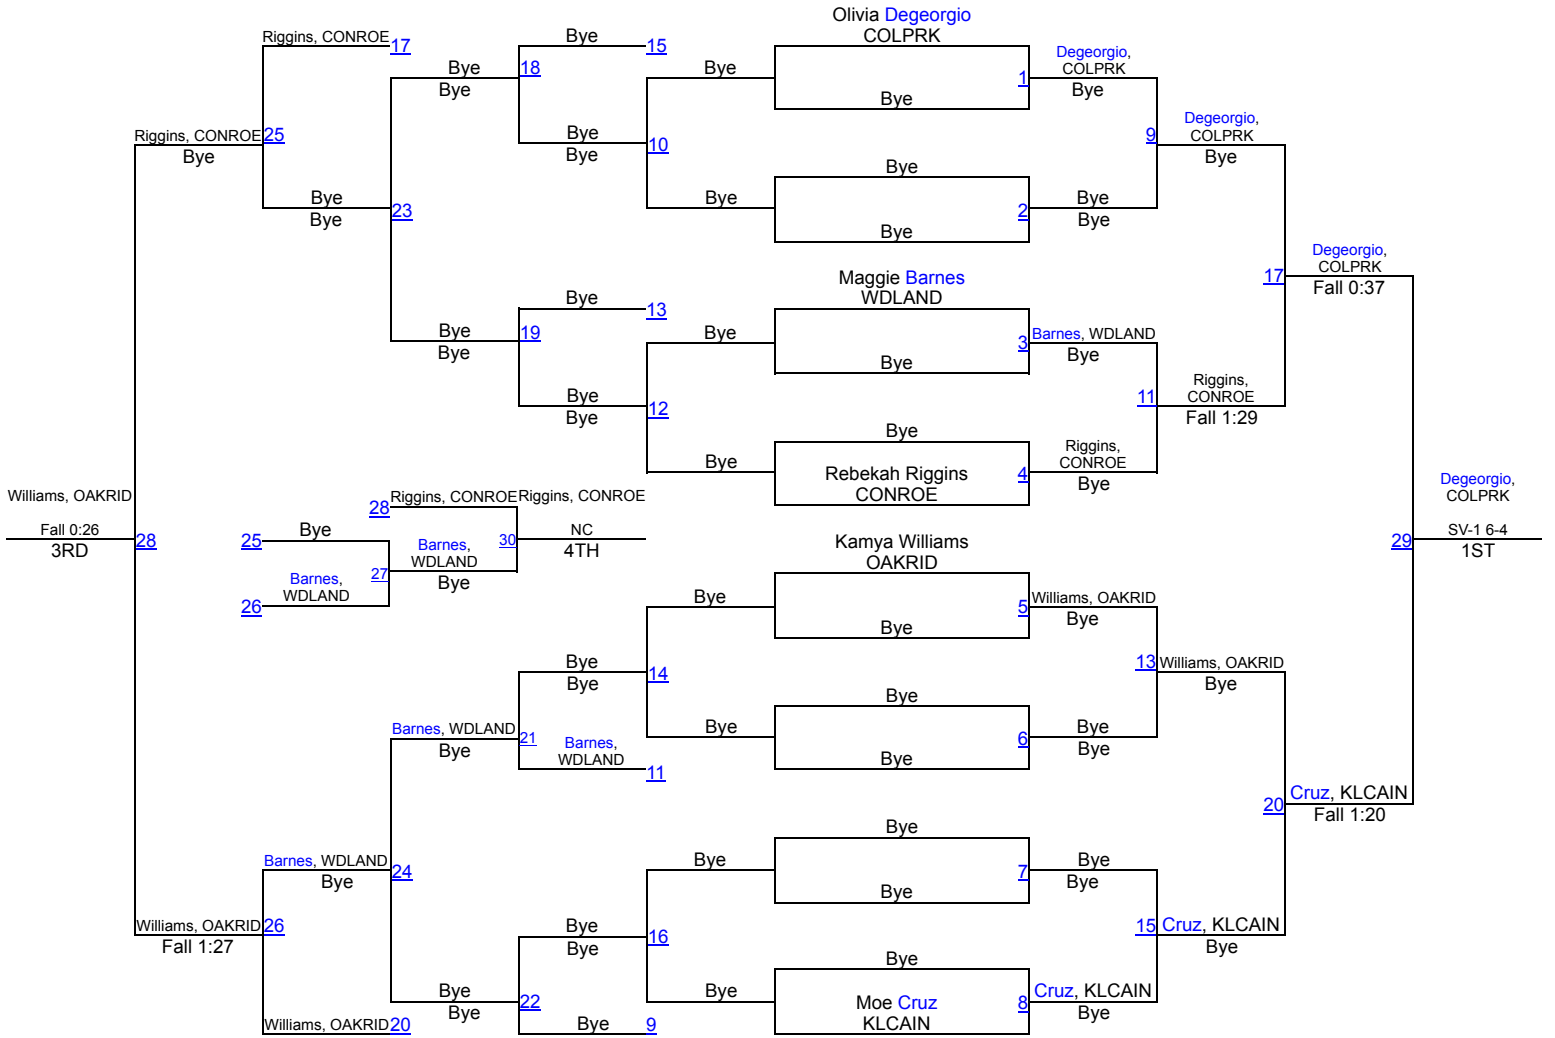 Olivia Degeorgio
COLPRK
Riggins, CONROE
17
Bye
15
18
Bye
Bye
Bye
Degeorgio,
COLPRK
1
Bye
Bye
Riggins, CONROE
25
Bye
Bye
Bye
10
Degeorgio,
COLPRK
9
Bye
Bye
Bye
Bye
23
Bye
Bye
2
Bye
Bye
Bye
Degeorgio,
COLPRK
17
Fall 0:37
Maggie Barnes
WDLAND
Bye
13
Bye
19
Bye
Bye
3
Barnes, WDLAND
Bye
Bye
Bye
Bye
12
Riggins,
CONROE
11
Fall 1:29
Bye
Bye
Rebekah Riggins
CONROE
4
Riggins,
CONROE
Bye
Williams, OAKRID
Fall 0:26
3RD
28
28
Riggins, CONROE
Riggins, CONROE
NC
4TH
30
25
Bye
27
Barnes,
WDLAND
Bye
26
Barnes,
WDLAND
Degeorgio,
COLPRK
SV-1 6-4
1ST
29
Kamya Williams
OAKRID
Bye
5
Williams, OAKRID
Bye
Bye
Bye
Bye
14
13
Williams, OAKRID
Bye
Barnes, WDLAND
Bye
21
Barnes,
WDLAND
11
Bye
Bye
6
Bye
Bye
20
Cruz, KLCAIN
Fall 1:20
Barnes, WDLAND
Bye
24
Bye
Bye
Bye
7
Bye
Bye
Williams, OAKRID
26
Fall 1:27
Bye
Bye
16
15
Cruz, KLCAIN
Bye
Bye
Bye
22
Bye
Bye
Moe Cruz
KLCAIN
8
Cruz, KLCAIN
Bye
Williams, OAKRID
20
Bye
9